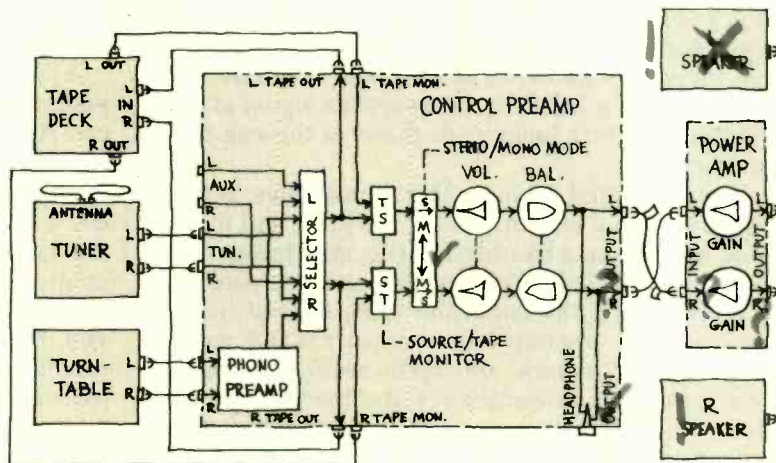 L OUT
TAPE
DECK
L
IN
R
R OUT
ANTENNA
TUNER
L
R
TURN-
TABLE
L
R
L TAPE OUT
L TAPE MON.
CONTROL PREAMP
STEREO/MONO MODE
VOL.
BAL.
L
AUX.
R
L
TUN.
R
L
SELECTOR
R
T
S
S
T
S
M
M
S
SOURCE/TAPE
MONITOR
L
PHONO
PREAMP
R
R TAPE OUT
R TAPE MON.
HEADPHONE
OUTPUT
L
OUTPUT
R
SPEAKER
POWER
AMP
L
INPUT
R
GAIN
GAIN
L
OUTPUT
R
R
SPEAKER